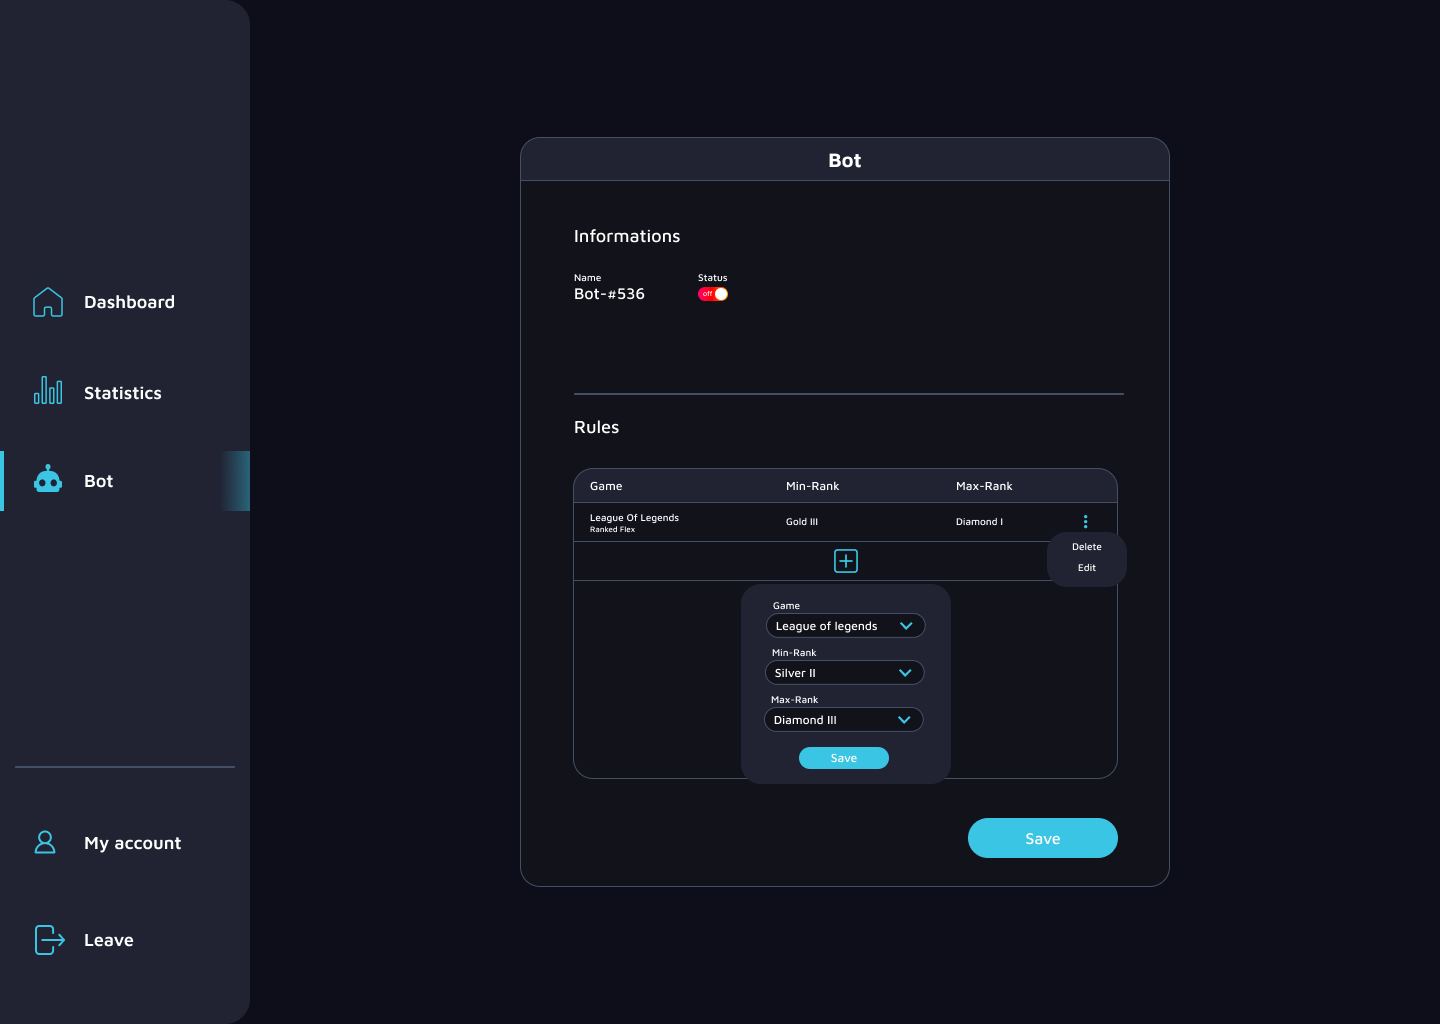 Dashboard
Statistics
Bot
My account
Leave
Bot
Informations
Name
Status
Bot-#536
off
Rules
Game
Min-Rank
Max-Rank
League Of Legends
Ranked Flex
Gold III
Diamond I
Delete
Edit
Game
League of legends
Min-Rank
Silver II
Max-Rank
Diamond III
Save
Save